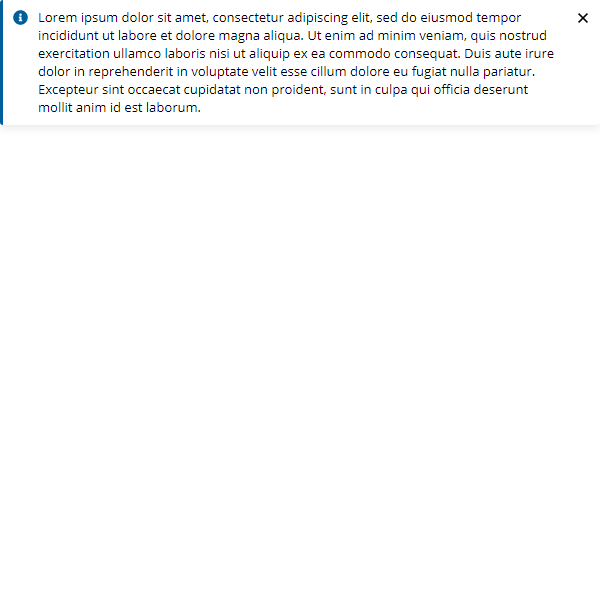 Lorem ipsum dolor sit amet, consectetur adipiscing elit, sed do eiusmod tempor
incididunt ut labore et dolore magna aliqua. Ut enim ad minim veniam, quis nostrud
exercitation ullamco laboris nisi ut aliquip ex ea commodo consequat. Duis aute irure
dolor in reprehenderit in voluptate velit esse cillum dolore eu fugiat nulla pariatur.
Excepteur sint occaecat cupidatat non proident, sunt in culpa qui officia deserunt
mollit anim id est laborum.